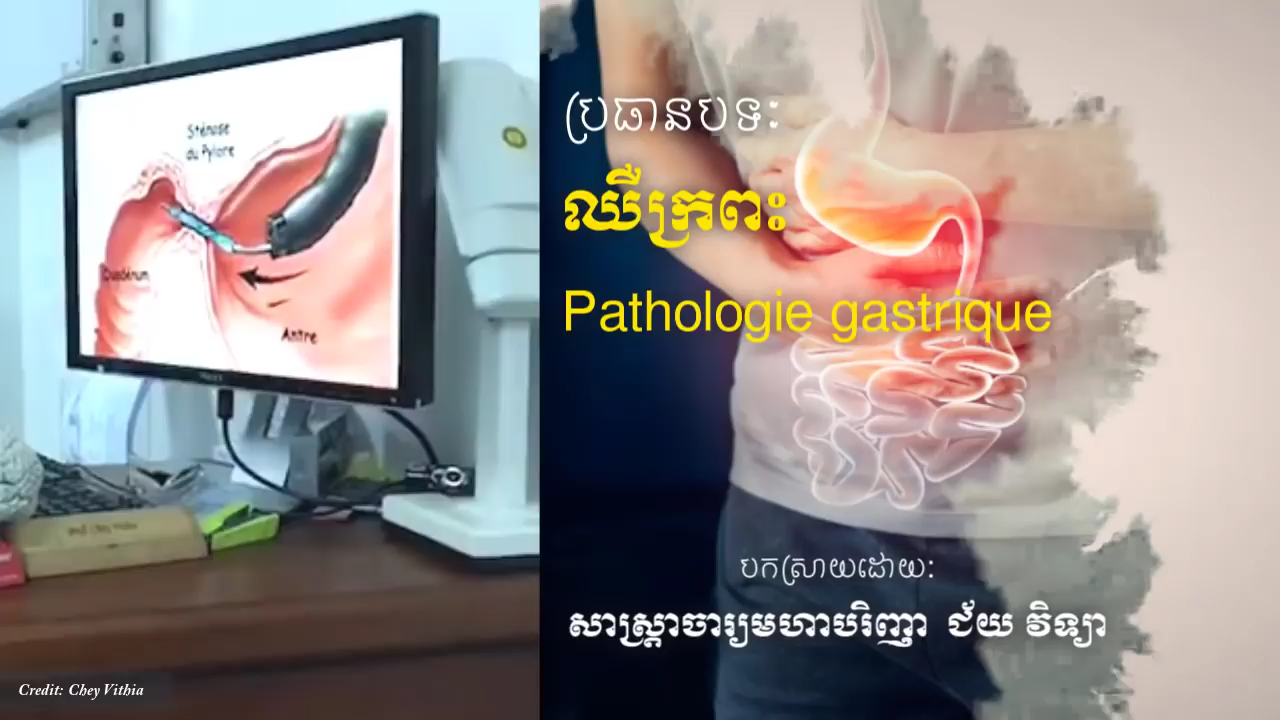 Sténose
du Pylore
Duodénum
Antre
ប្រធានបទៈ
ឈឺក្រពះ
Pathologie gastrique
បកស្រាយដោយៈ
សាស្ត្រាចារ្យមហាបរិញ្ញា ជ័យ វិទ្យា
Credit: Chey Vithia